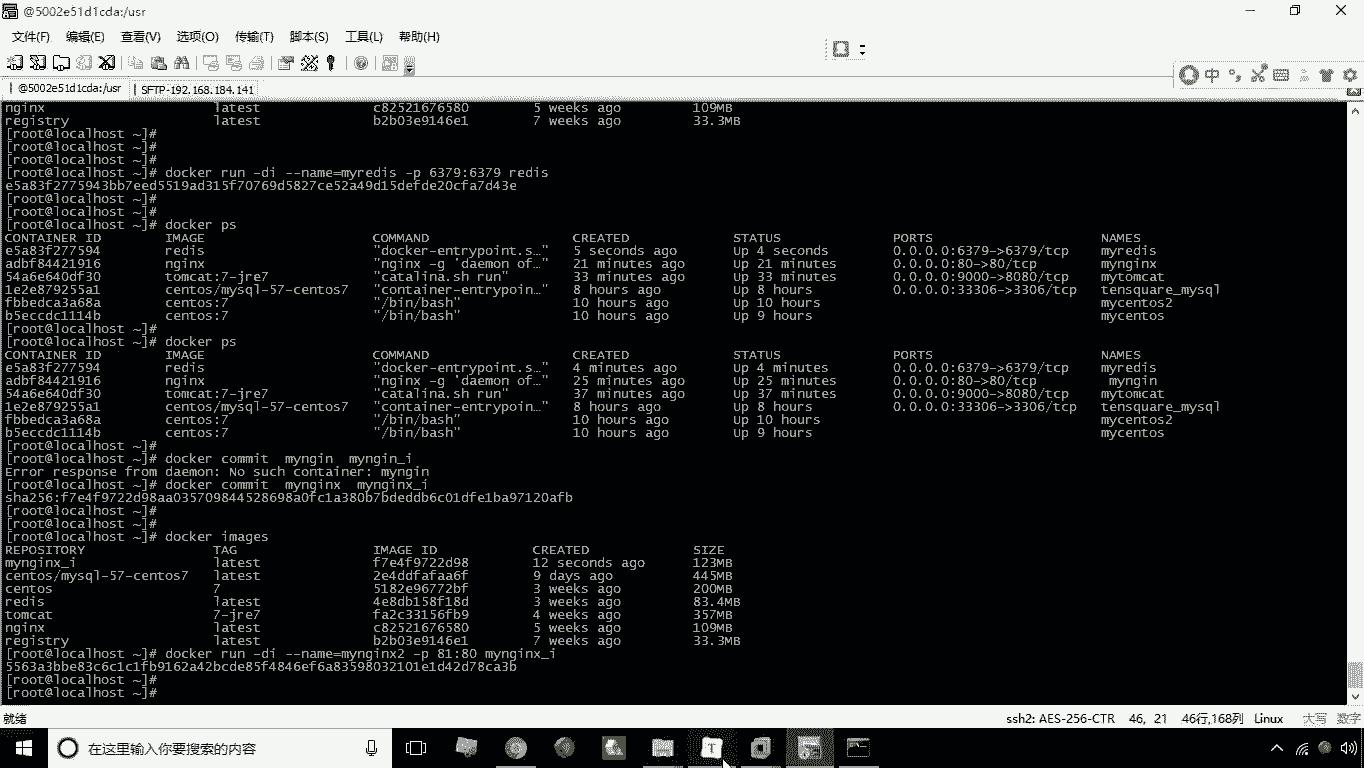 @5002e51d1cda:/usr
文件(F) 编辑(E) 查看(V) 选项(O) 传输(T) 脚本(S) 工具(L) 帮助(H)
中
@5002e51d1cda:/usr SFTP-192.168.184.141
nginx latest c82521676580 5 weeks ago 109MB
registry latest b2b03e9146e1 7 weeks ago 33.3MB
[root@localhost ~]#
[root@localhost ~]#
[root@localhost ~]#
[root@localhost ~]# docker run -di --name=myredis -p 6379:6379 redis
e5a83f2775943bb7eed5519ad315f70769d5827ce52a49d15defde20cfa7d43e
[root@localhost ~]#
[root@localhost ~]#
[root@localhost ~]# docker ps
CONTAINER ID IMAGE COMMAND CREATED STATUS PORTS NAMES
e5a83f277594 redis "docker-entrypoint.s…" 5 seconds ago Up 4 seconds 0.0.0.0:6379->6379/tcp myredis
adbf84421916 nginx "nginx -g 'daemon of…" 21 minutes ago Up 21 minutes 0.0.0.0:80->80/tcp mynginx
54a6e640df30 tomcat:7-jre7 "catalina.sh run" 33 minutes ago Up 33 minutes 0.0.0.0:9000->8080/tcp mytomcat
1e2e879255a1 centos/mysql-57-centos7 "container-entrypoin…" 8 hours ago Up 8 hours 0.0.0.0:33306->3306/tcp tensquare_mysql
fbbedca3a68a centos:7 "/bin/bash" 10 hours ago Up 10 hours mycentos2
b5eccdc1114b centos:7 "/bin/bash" 10 hours ago Up 9 hours mycentos
[root@localhost ~]#
[root@localhost ~]# docker ps
CONTAINER ID IMAGE COMMAND CREATED STATUS PORTS NAMES
e5a83f277594 redis "docker-entrypoint.s…" 4 minutes ago Up 4 minutes 0.0.0.0:6379->6379/tcp myredis
adbf84421916 nginx "nginx -g 'daemon of…" 25 minutes ago Up 25 minutes 0.0.0.0:80->80/tcp myngin
54a6e640df30 tomcat:7-jre7 "catalina.sh run" 37 minutes ago Up 37 minutes 0.0.0.0:9000->8080/tcp mytomcat
1e2e879255a1 centos/mysql-57-centos7 "container-entrypoin…" 8 hours ago Up 8 hours 0.0.0.0:33306->3306/tcp tensquare_mysql
fbbedca3a68a centos:7 "/bin/bash" 10 hours ago Up 10 hours mycentos2
b5eccdc1114b centos:7 "/bin/bash" 10 hours ago Up 9 hours mycentos
[root@localhost ~]#
[root@localhost ~]# docker commit myngin myngin_i
Error response from daemon: No such container: myngin
[root@localhost ~]# docker commit mynginx mynginx_i
sha256:f7e4f9722d98aa035709844528698a0fc1a380b7bdeddb6c01dfe1ba97120afb
[root@localhost ~]#
[root@localhost ~]#
[root@localhost ~]# docker images
REPOSITORY TAG IMAGE ID CREATED SIZE
mynginx_i latest f7e4f9722d98 12 seconds ago 123MB
centos/mysql-57-centos7 latest 2e4ddfafaa6f 9 days ago 445MB
centos 7 5182e96772bf 3 weeks ago 200MB
redis latest 4e8db158f18d 3 weeks ago 83.4MB
tomcat 7-jre7 fa2c33156fb9 4 weeks ago 357MB
nginx latest c82521676580 5 weeks ago 109MB
registry latest b2b03e9146e1 7 weeks ago 33.3MB
[root@localhost ~]# docker run -di --name=mynginx2 -p 81:80 mynginx_i
5563a3bbe83c6c1c1fb9162a42bcde85f4846ef6a83598032101e1d42d78ca3b
[root@localhost ~]#
[root@localhost ~]#
就绪 ssh2: AES-256-CTR 46, 21 46行,168列 Linux 大写 数字
在这里输入你要搜索的内容 T